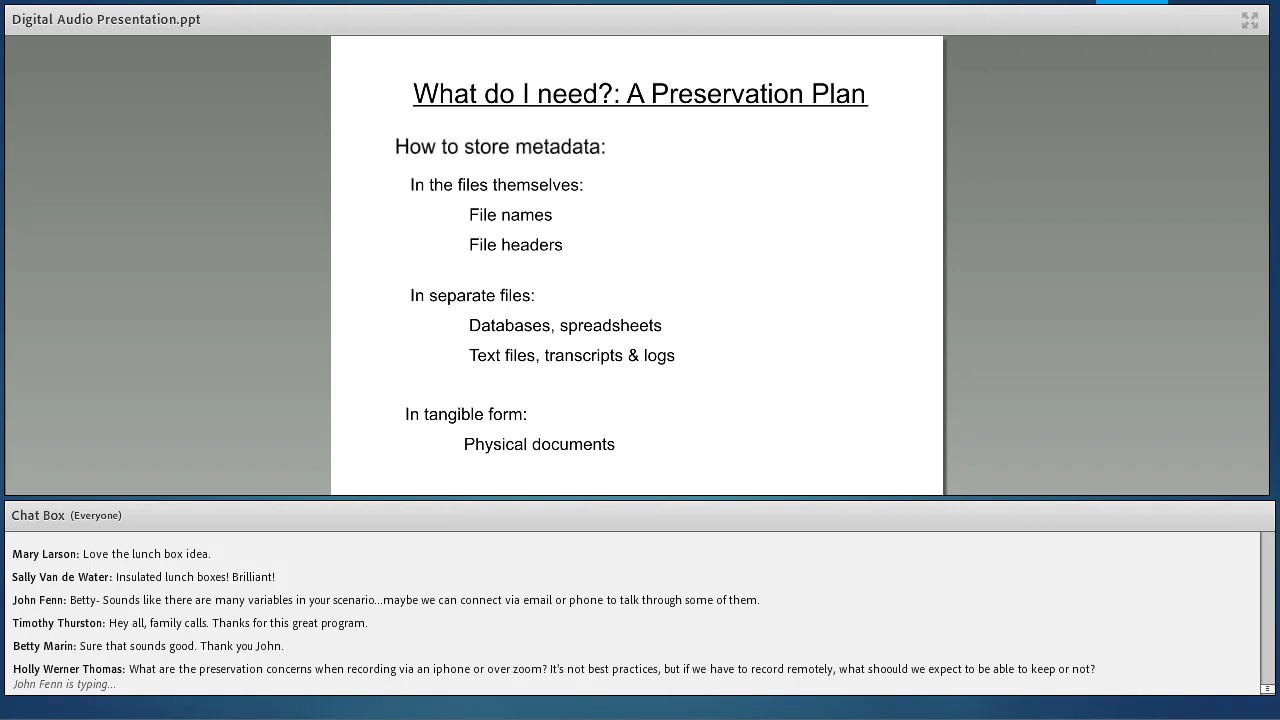 Digital Audio Presentation.ppt
What do I need?: A Preservation Plan
How to store metadata:
In the files themselves:
File names
File headers
In separate files:
Databases, spreadsheets
Text files, transcripts & logs
In tangible form:
Physical documents
Chat Box (Everyone)
Mary Larson: Love the lunch box idea.
Sally Van de Water: Insulated lunch boxes! Brilliant!
John Fenn: Betty- Sounds like there are many variables in your scenario...maybe we can connect via email or phone to talk through some of them.
Timothy Thurston: Hey all, family calls. Thanks for this great program.
Betty Marin: Sure that sounds good. Thank you John.
Holly Werner Thomas: What are the preservation concerns when recording via an iphone or over zoom? It's not best practices, but if we have to record remotely, what shoould we expect to be able to keep or not?
John Fenn is typing...